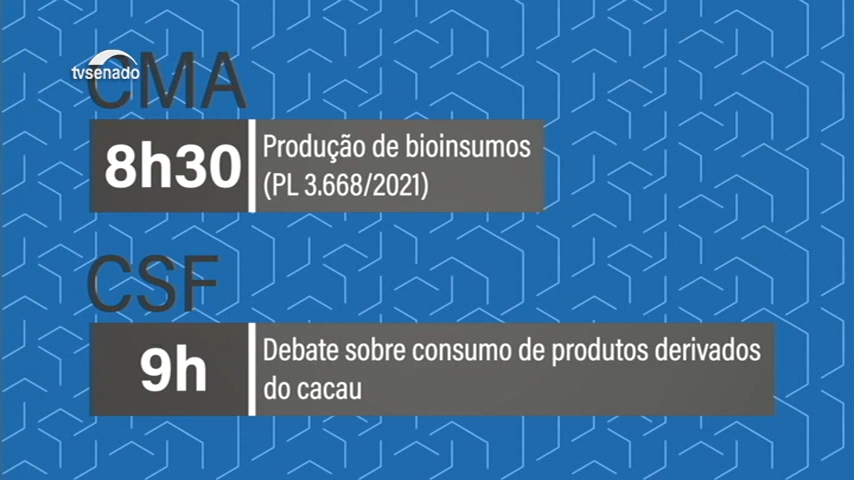 tvsenado
CMA
8h30
Produção de bioinsumos
(PL 3.668/2021)
CSF
9h
Debate sobre consumo de produtos derivados
do cacau